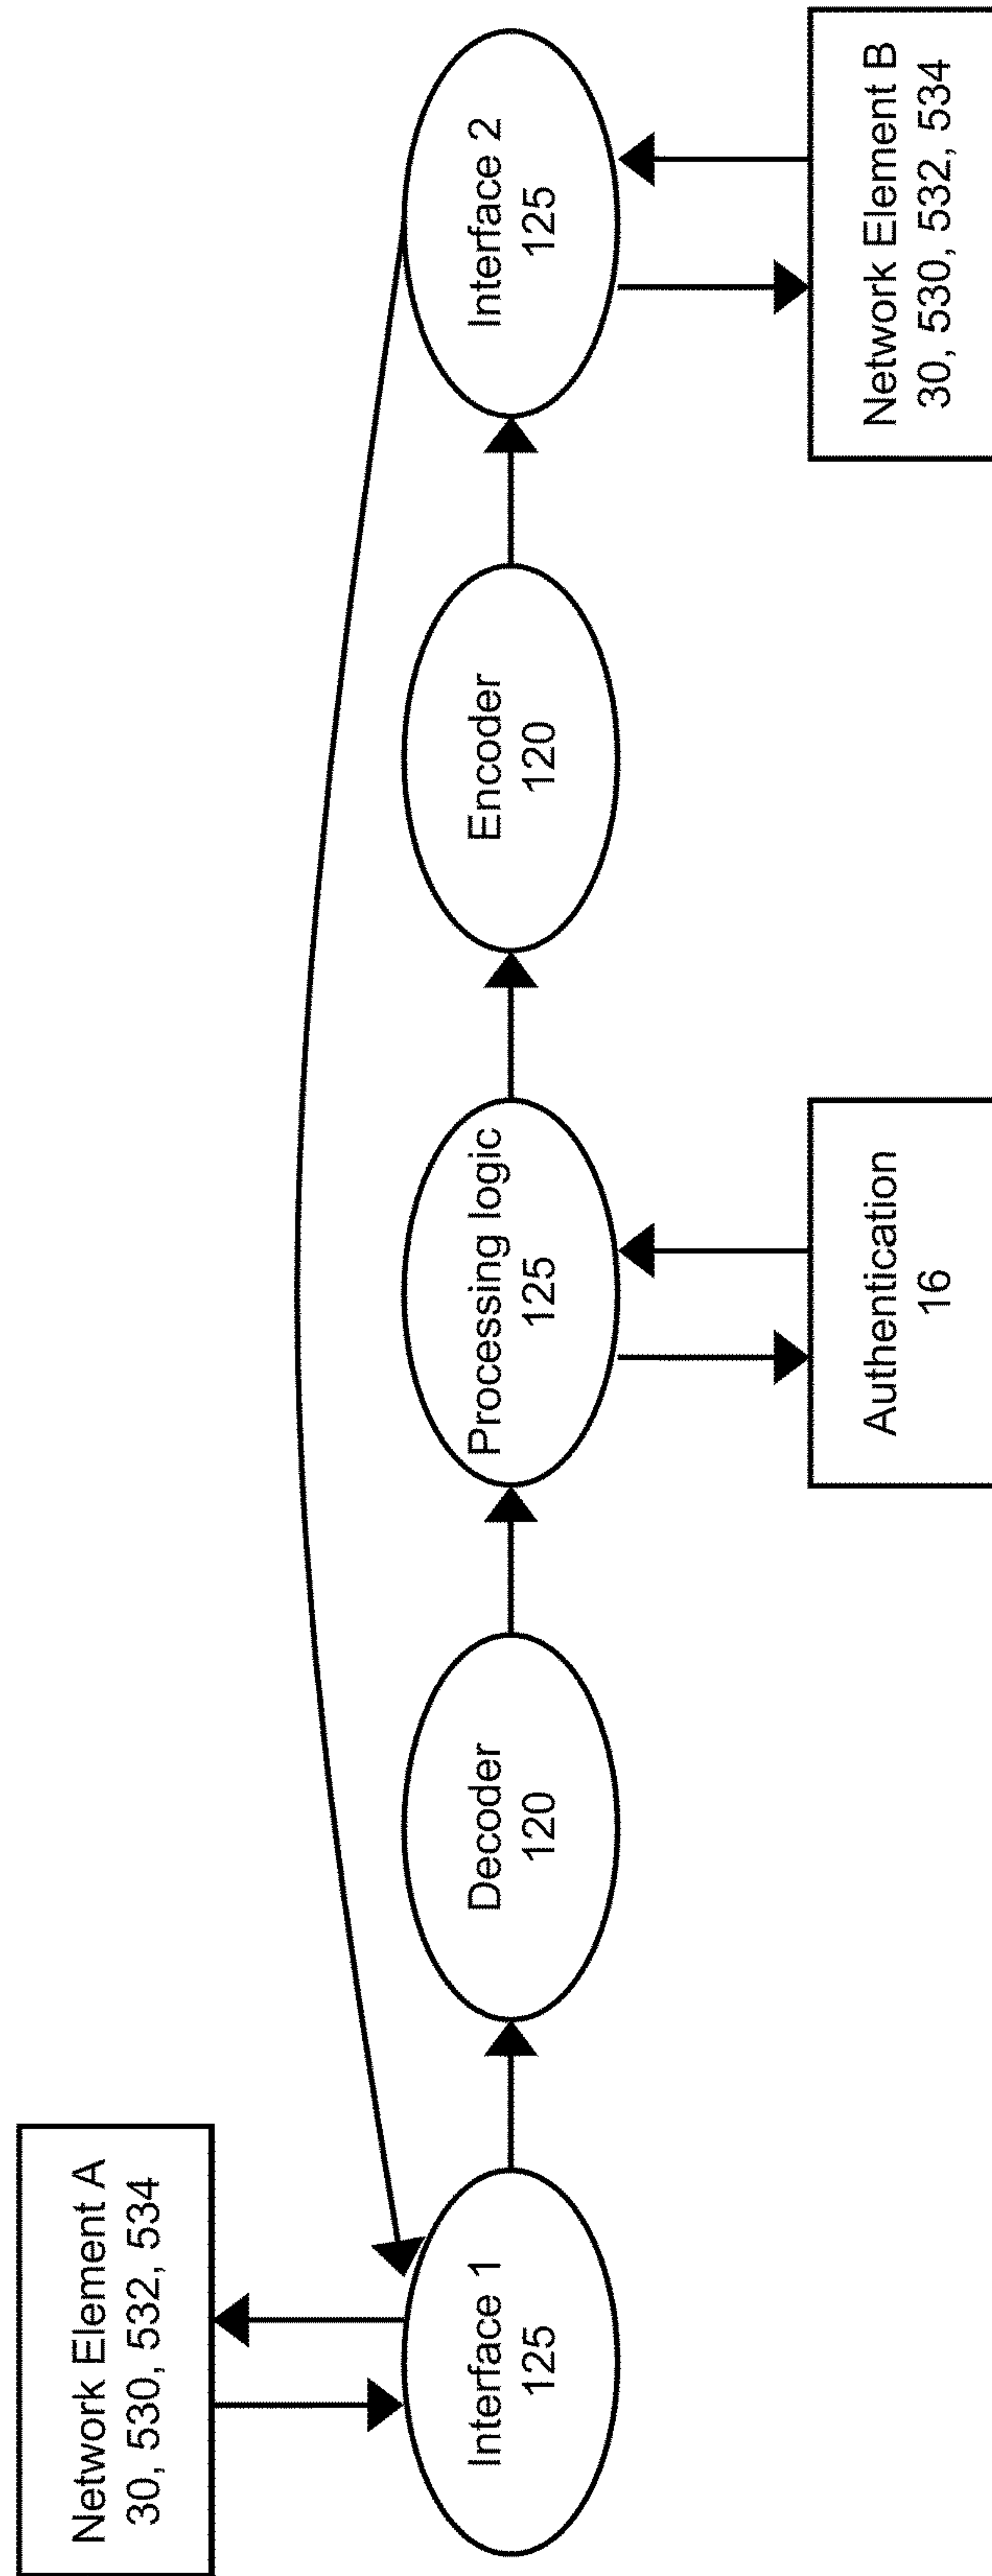 Network Element A
30, 530, 532, 534
Interface 1
125
Decoder
120
Processing logic
125
Encoder
120
Interface 2
125
Authentication
16
Network Element B
30, 530, 532, 534